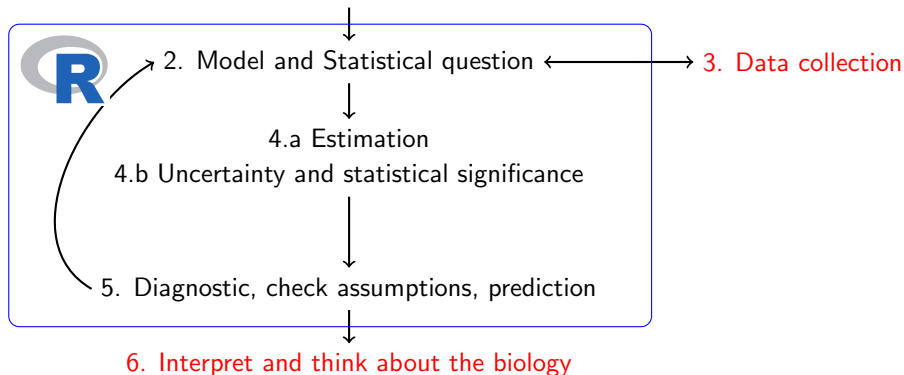 R
2. Model and Statistical question
3. Data collection
4.a Estimation
4.b Uncertainty and statistical significance
5. Diagnostic, check assumptions, prediction
6. Interpret and think about the biology